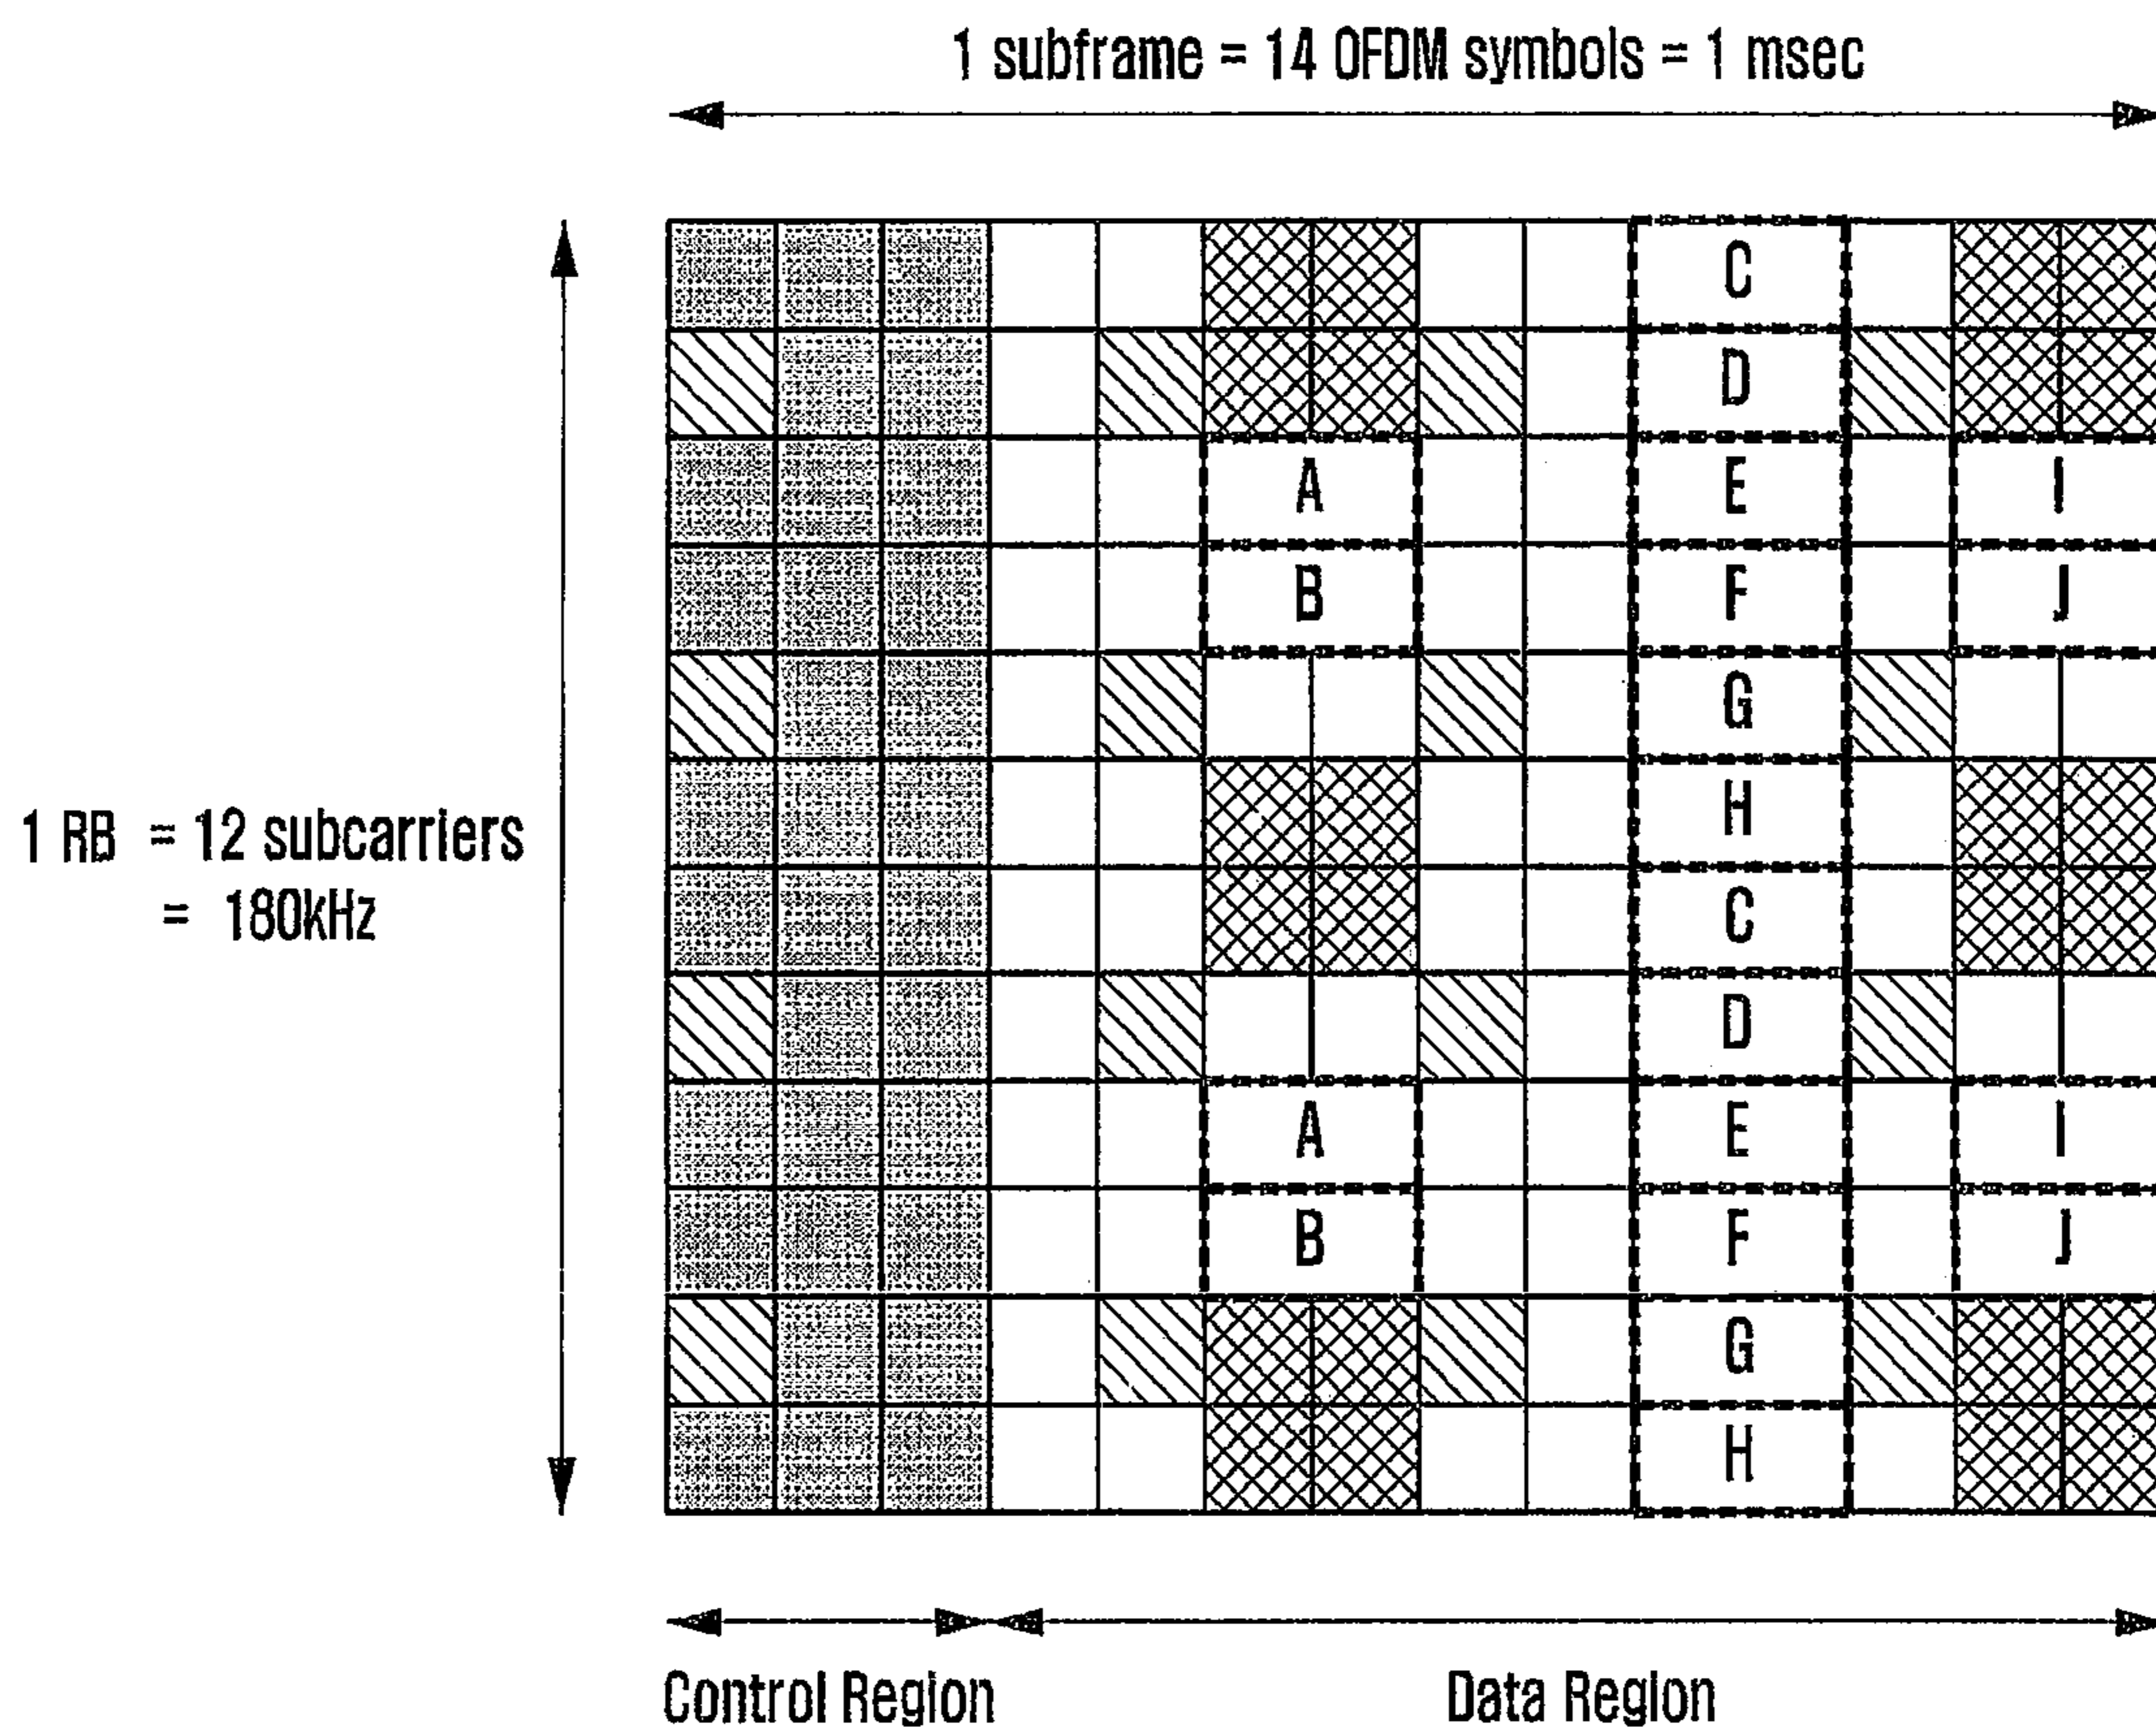 1 subframe = 14 OFDM symbols = 1 msec
C
D
A E I
B F J
G
1 RB = 12 subcarriers H
= 180kHz C
D
A E I
B F J
G
H
Control Region Data Region